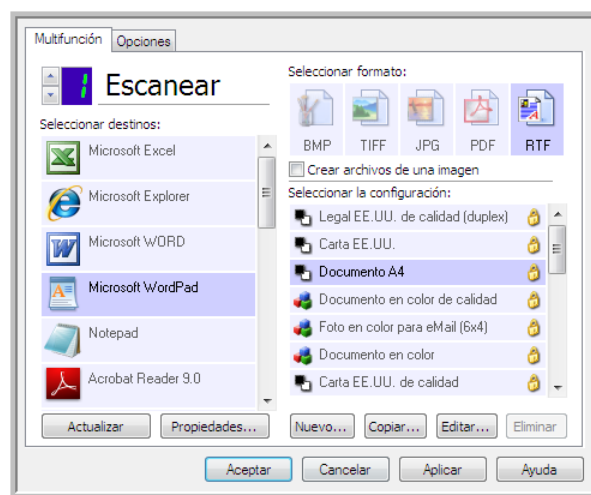 Multifunción
Opciones
1 Escanear
Seleccionar destinos:
Microsoft Excel
Microsoft Explorer
Microsoft WORD
Microsoft WordPad
Notepad
Acrobat Reader 9.0
Actualizar
Propiedades...
Seleccionar formato:
BMP TIFF JPG PDF RTF
Crear archivos de una imagen
Seleccionar la configuración:
Legal EE.UU. de calidad (duplex)
Carta EE.UU.
Documento A4
Documento en color de calidad
Foto en color para eMail (6x4)
Documento en color
Carta EE.UU. de calidad
Nuevo... Copiar... Editar... Eliminar
Aceptar Cancelar Aplicar Ayuda